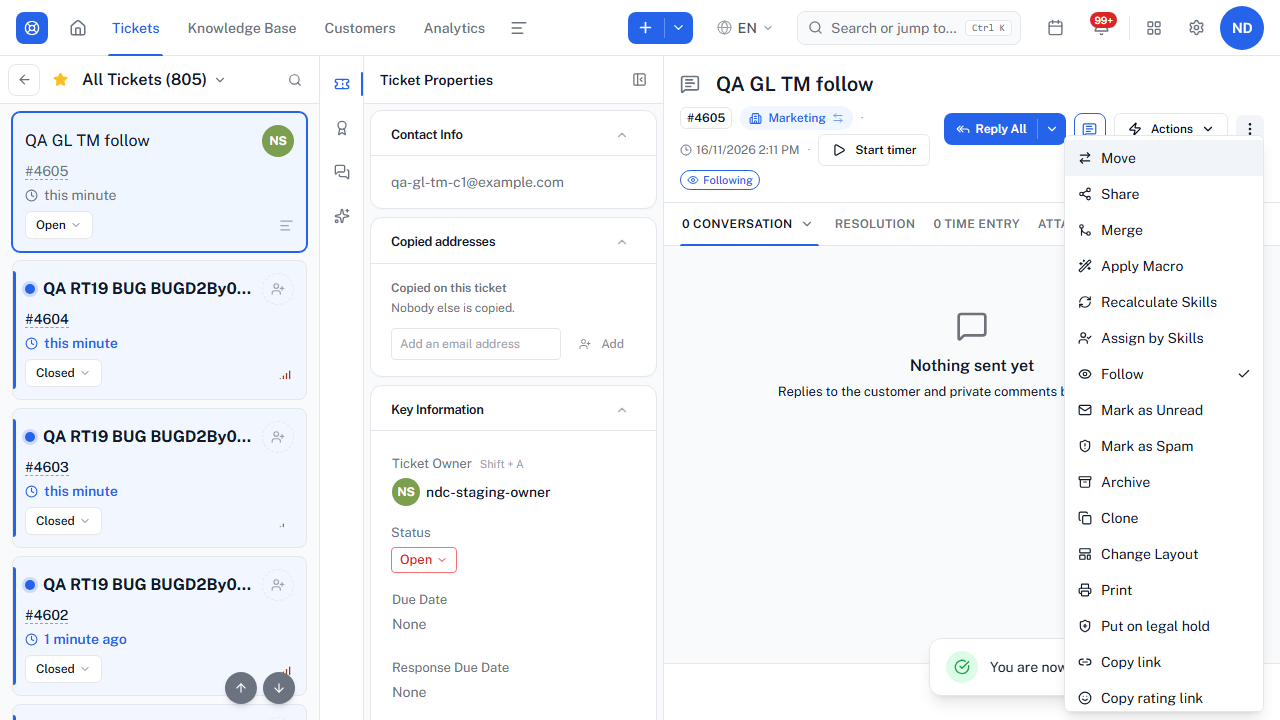 Tickets
Knowledge Base
Customers
Analytics
EN
Search or jump to...
Ctrl K
99+
ND
All Tickets (805)
QA GL TM follow
NS
#4605
this minute
Open
QA RT19 BUG BUGD2By0...
#4604
this minute
Closed
QA RT19 BUG BUGD2By0...
#4603
this minute
Closed
QA RT19 BUG BUGD2By0...
#4602
1 minute ago
Closed
Ticket Properties
Contact Info
qa-gl-tm-c1@example.com
Copied addresses
Copied on this ticket
Nobody else is copied.
Add an email address
Add
Key Information
Ticket Owner Shift + A
NS ndc-staging-owner
Status
Open
Due Date
None
Response Due Date
None
QA GL TM follow
#4605 Marketing ·
16/11/2026 2:11 PM · Start timer
Following
Reply All
Actions
0 CONVERSATION
RESOLUTION
0 TIME ENTRY
Nothing sent yet
Replies to the customer and private comments
You are now
Move
Share
Merge
Apply Macro
Recalculate Skills
Assign by Skills
Follow
Mark as Unread
Mark as Spam
Archive
Clone
Change Layout
Print
Put on legal hold
Copy link
Copy rating link